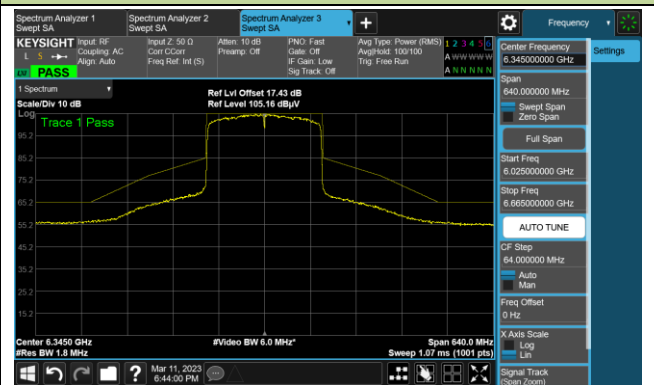 Spectrum Analyzer 1
Swept SA
Spectrum Analyzer 2
Swept SA
Spectrum Analyzer 3
Swept SA
Frequency
KEYSIGHT
L S
PASS
Input: RF
Coupling: AC
Align: Auto
Input Z: 50 Ω
Corr CCorr
Freq Ref: Int (S)
Atten: 10 dB
Preamp: Off
PNO: Fast
Gate: Off
IF Gain: Low
Sig Track: Off
Avg Type: Power (RMS)
Avg|Hold: 100/100
Trig: Free Run
1 2 3 4 5 6
A W W W W W
A N N N N N
1 Spectrum
Scale/Div 10 dB
Ref Lvl Offset 17.43 dB
Ref Level 105.16 dBµV
Log
Trace 1 Pass
95.2
85.2
75.2
65.2
55.2
45.2
35.2
25.2
15.2
Center 6.3450 GHz
#Res BW 1.8 MHz
#Video BW 6.0 MHz*
Span 640.0 MHz
Sweep 1.07 ms (1001 pts)
Mar 11, 2023
6:44:00 PM
Center Frequency
6.345000000 GHz
Settings
Span
640.000000 MHz
Swept Span
Zero Span
Full Span
Start Freq
6.025000000 GHz
Stop Freq
6.665000000 GHz
AUTO TUNE
CF Step
64.000000 MHz
Auto
Man
Freq Offset
0 Hz
X Axis Scale
Log
Lin
Signal Track
(Span Zoom)